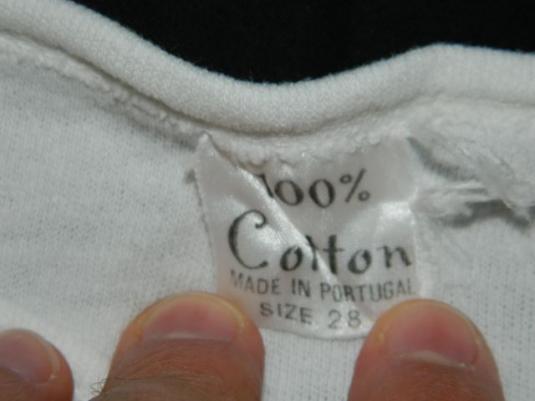 100%
Cotton
MADE IN PORTUGAL
SIZE 28